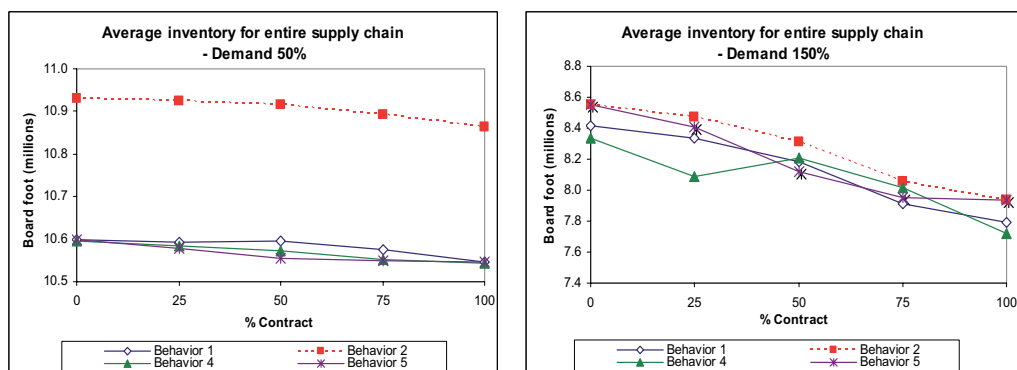 Average inventory for entire supply chain
- Demand 50%
Board foot (millions)
11.0
10.9
10.8
10.7
10.6
10.5
0 25 50 75 100
% Contract
Behavior 1 Behavior 2
Behavior 4 Behavior 5
Average inventory for entire supply chain
- Demand 150%
Board foot (millions)
8.8
8.6
8.4
8.2
8.0
7.8
7.6
7.4
0 25 50 75 100
% Contract
Behavior 1 Behavior 2
Behavior 4 Behavior 5